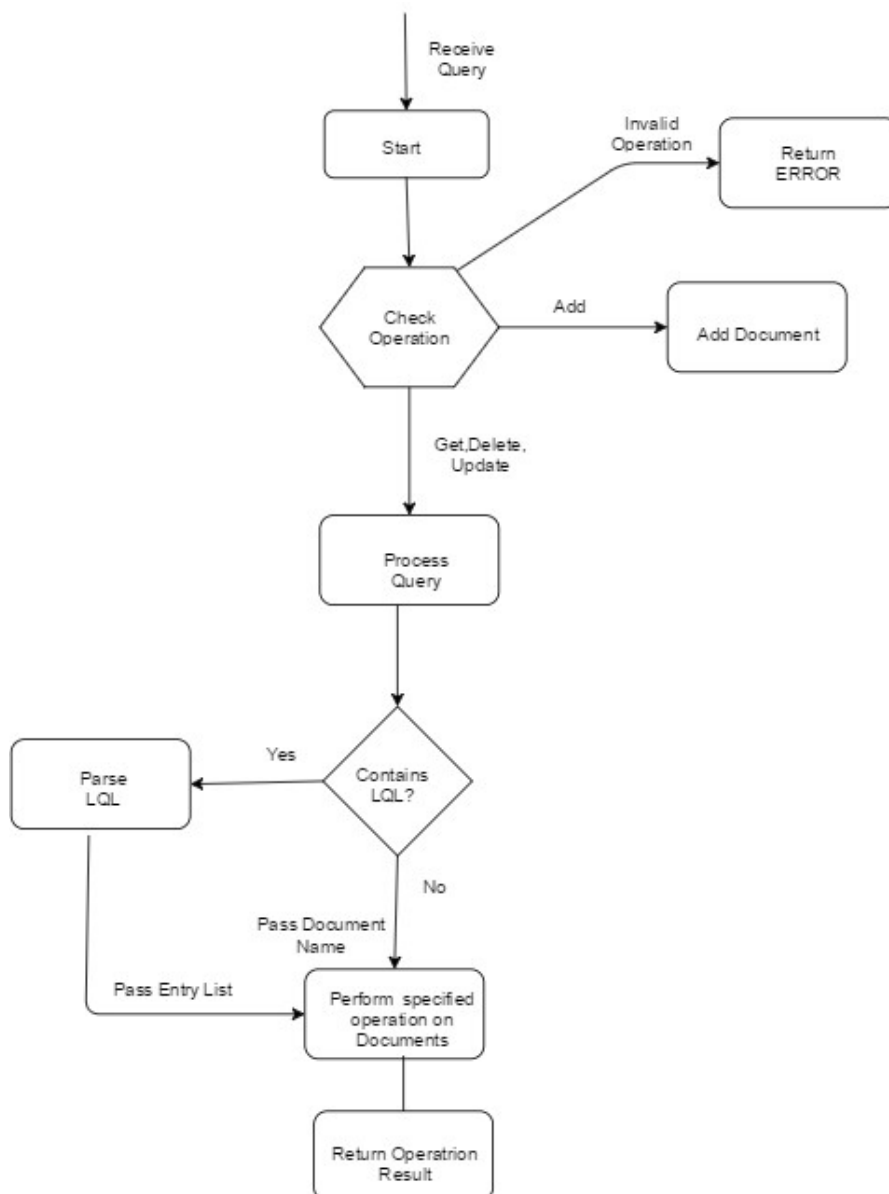 Receive
Query
Start
Invalid
Operation
Return
ERROR
Check
Operation
Add
Add Document
Get,Delete,
Update
Process
Query
Contains
LQL?
Yes
Parse
LQL
No
Pass Document
Name
Pass Entry List
Perform specified
operation on
Documents
Return Operatrion
Result